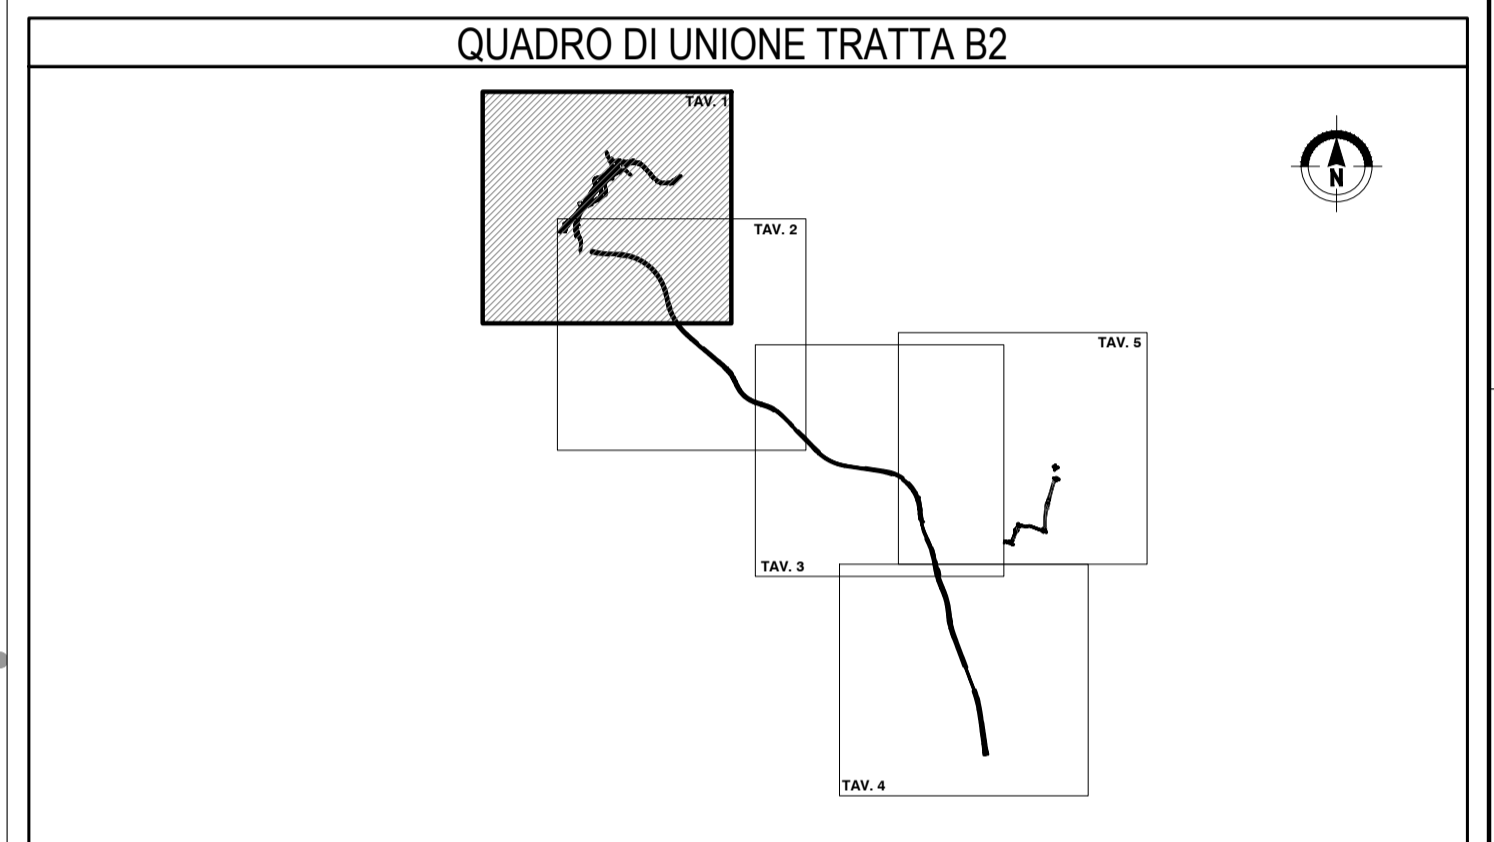 QUADRO DI UNIONE TRATTA B2
TAV. 1
N
TAV. 2
TAV. 5
TAV. 3
TAV. 4